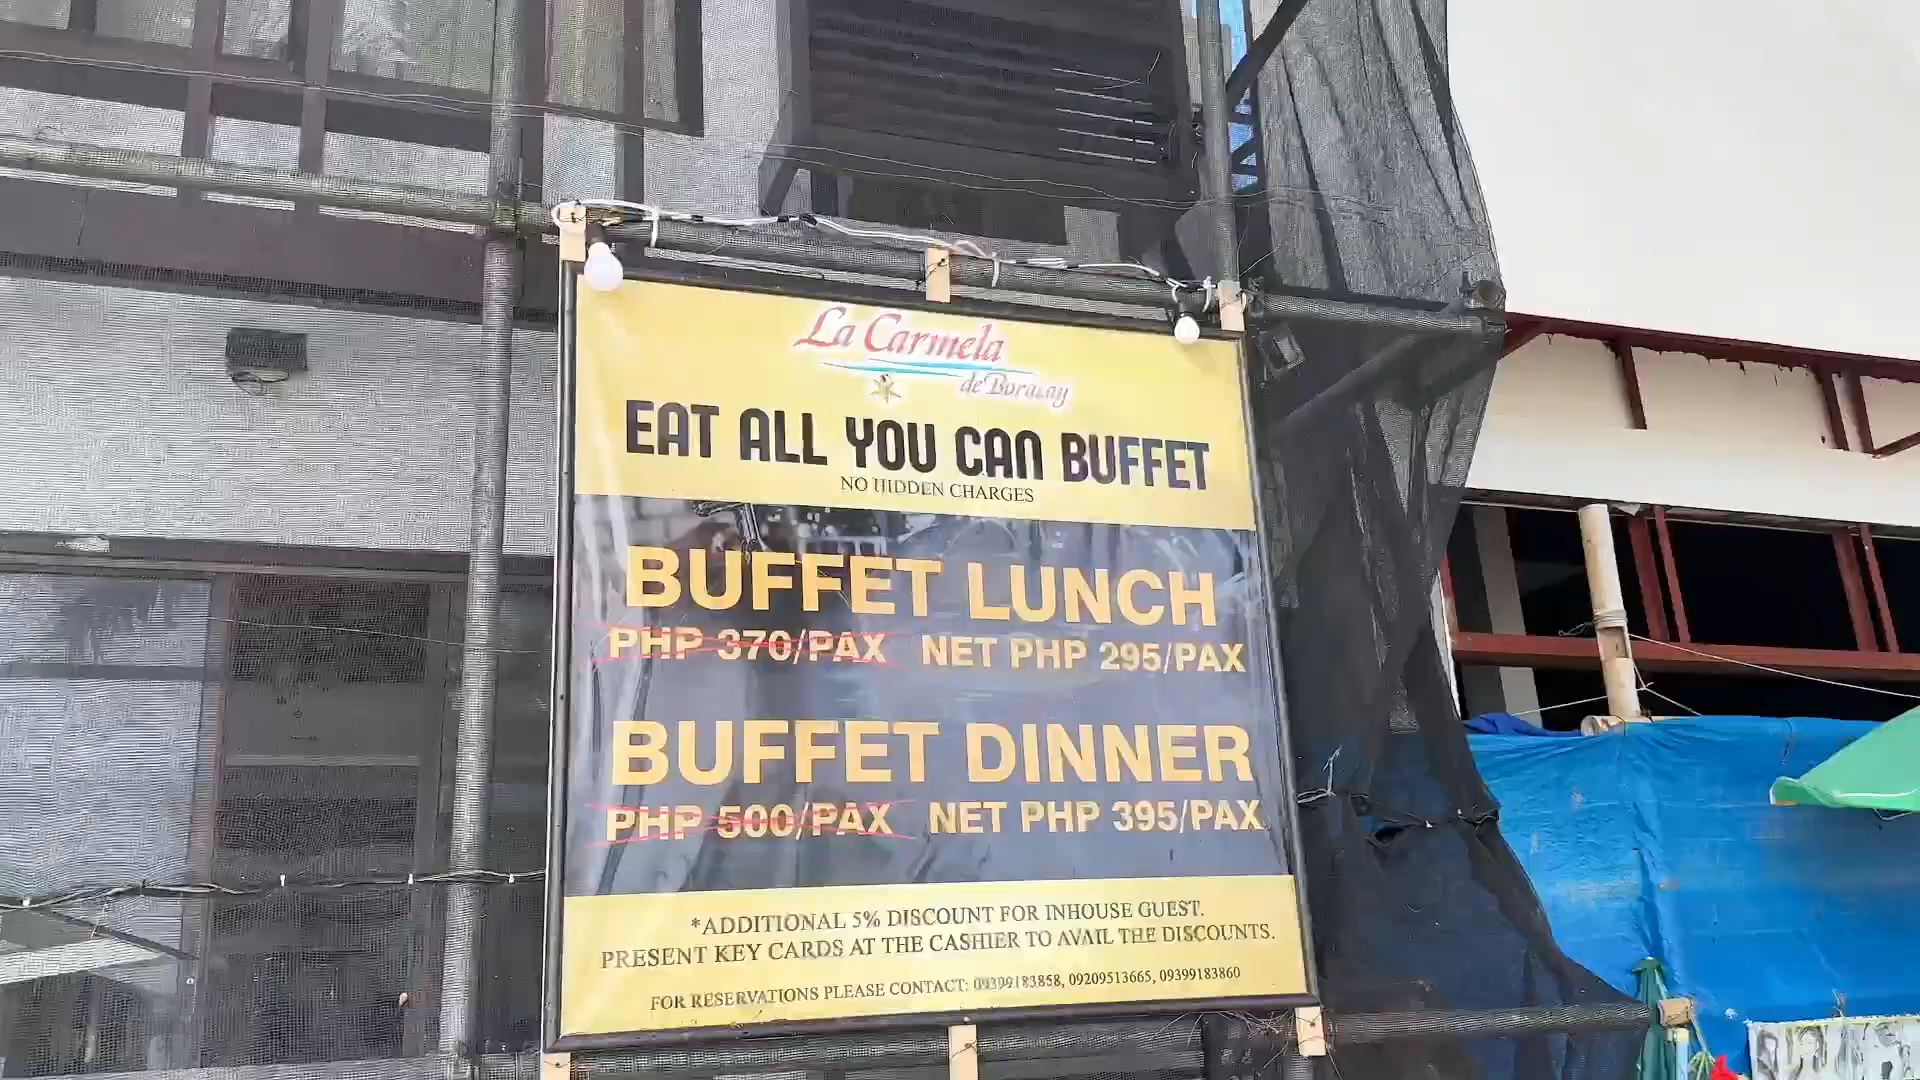 La Carmela
de Boracay
EAT ALL YOU CAN BUFFET
NO HIDDEN CHARGES
BUFFET LUNCH
PHP 370/PAX NET PHP 295/PAX
BUFFET DINNER
PHP 500/PAX NET PHP 395/PAX
*ADDITIONAL 5% DISCOUNT FOR INHOUSE GUEST.
PRESENT KEY CARDS AT THE CASHIER TO AVAIL THE DISCOUNTS.
FOR RESERVATIONS PLEASE CONTACT: 09399183858, 09209513665, 09399183860